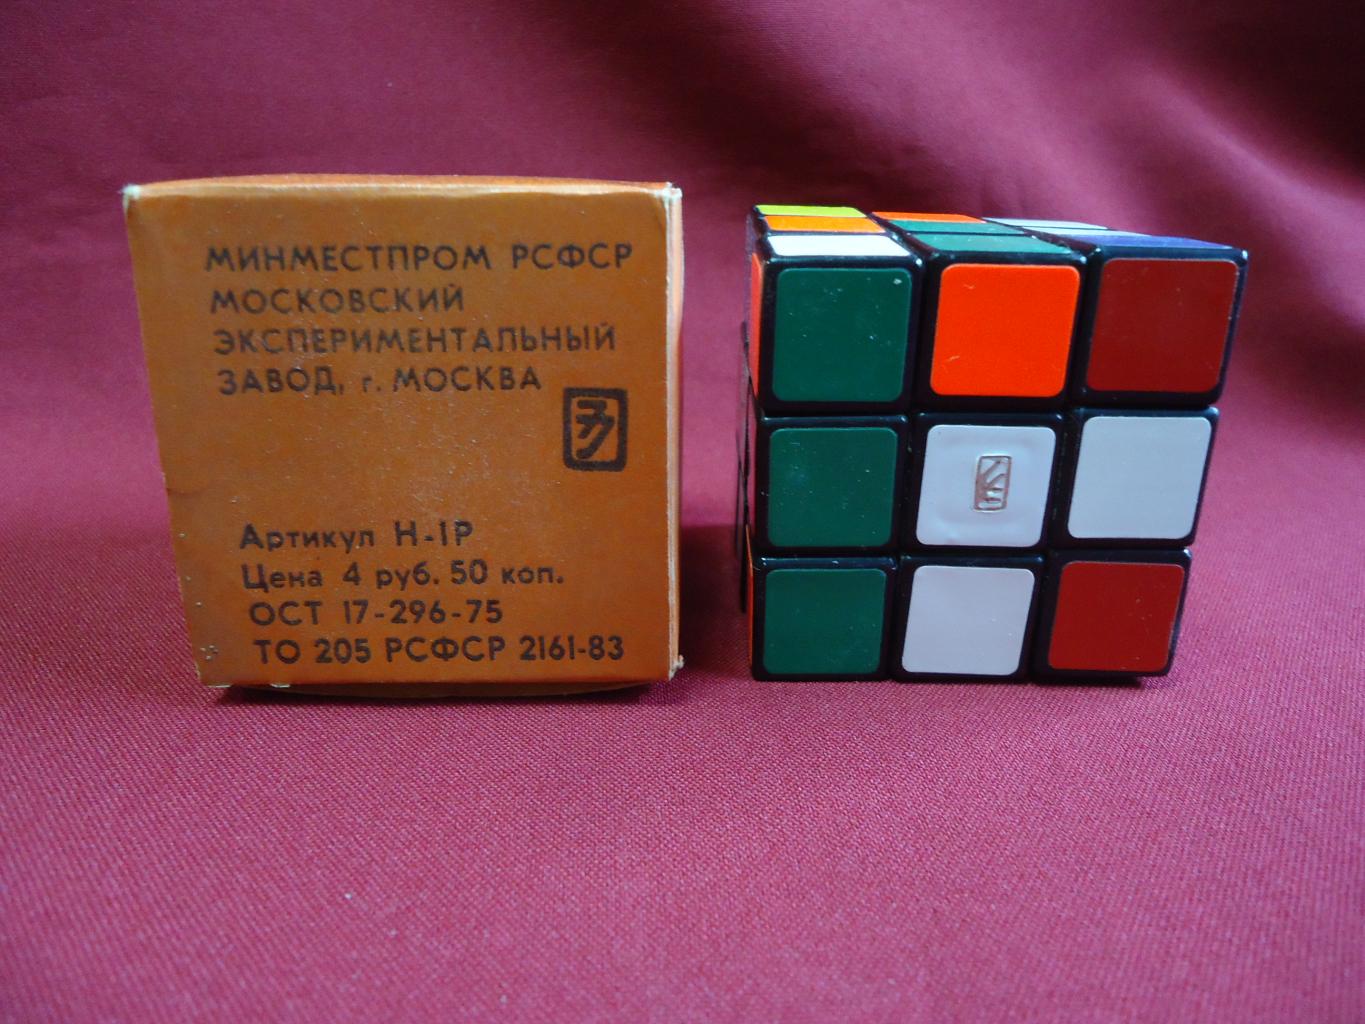 МИНМЕСТПРОМ РСФСР
МОСКОВСКИЙ
ЭКСПЕРИМЕНТАЛЬНЫЙ
ЗАВОД, г. МОСКВА
Артикул Н-1Р
Цена 4 руб. 50 коп.
ОСТ 17-296-75
ТО 205 РСФСР 2161-83